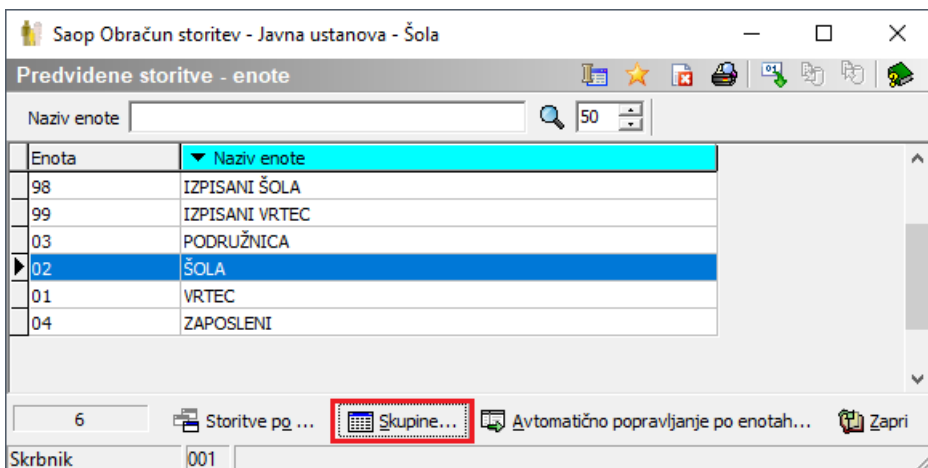 Saop Obračun storitev - Javna ustanova - Šola
Predvidene storitve - enote
Naziv enote 50
Enota Naziv enote
98 IZPISANI ŠOLA
99 IZPISANI VRTEC
03 PODRUŽNICA
02 ŠOLA
01 VRTEC
04 ZAPOSLENI
6 Storitve po ... Skupine... Avtomatično popravljanje po enotah... Zapri
Skrbnik 001